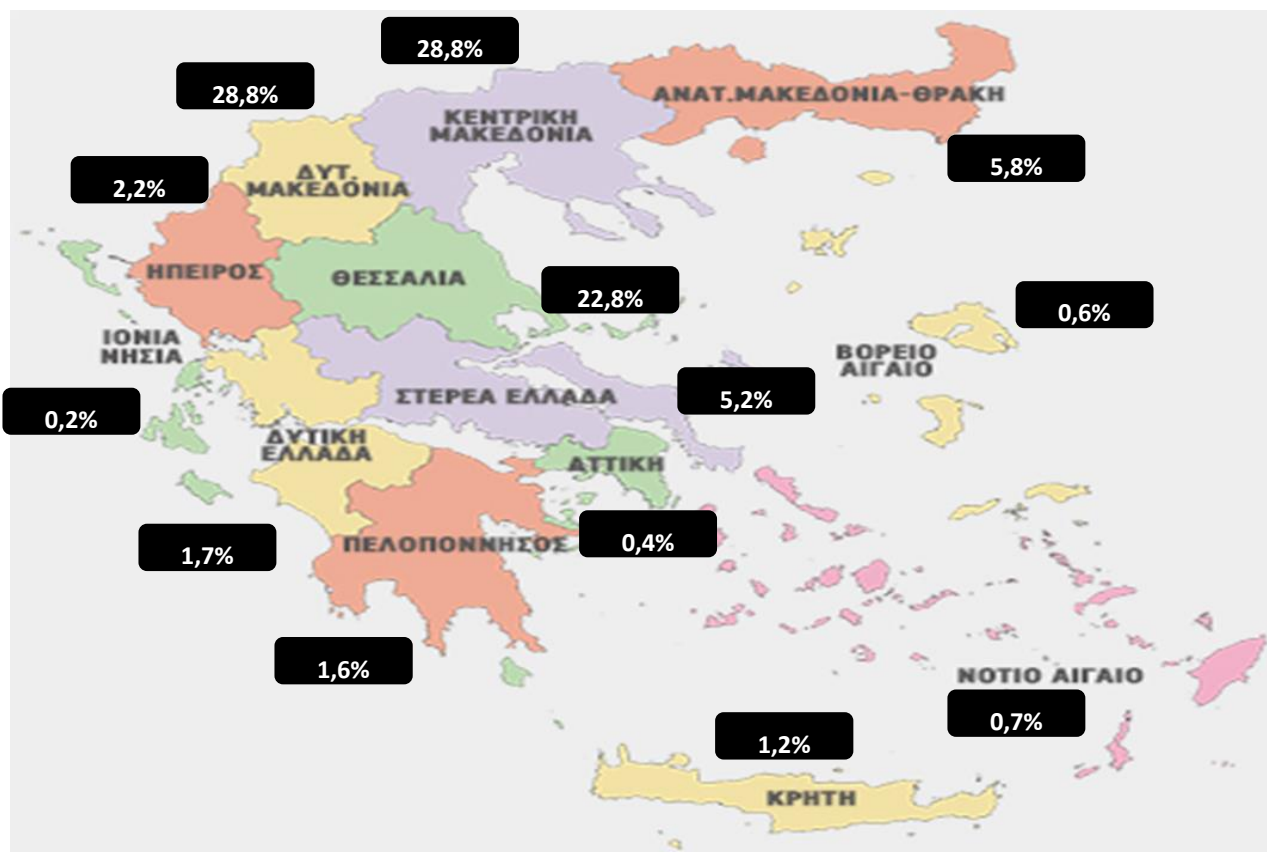 28,8%
28,8%
ΑΝΑΤ.ΜΑΚΕΔΟΝΙΑ-ΘΡΑΚΗ
ΚΕΝΤΡΙΚΗ
ΜΑΚΕΔΟΝΙΑ
5,8%
2,2%
ΔΥΤ.
ΜΑΚΕΔΟΝΙΑ
ΗΠΕΙΡΟΣ
ΘΕΣΣΑΛΙΑ
22,8%
0,6%
ΙΟΝΙΑ
ΝΗΣΙΑ
ΒΟΡΕΙΟ
ΑΙΓΑΙΟ
0,2%
ΣΤΕΡΕΑ ΕΛΛΑΔΑ
5,2%
ΔΥΤΙΚΗ
ΕΛΛΑΔΑ
ΑΤΤΙΚΗ
1,7%
ΠΕΛΟΠΟΝΝΗΣΟΣ
0,4%
1,6%
ΝΟΤΙΟ ΑΙΓΑΙΟ
0,7%
1,2%
ΚΡΗΤΗ